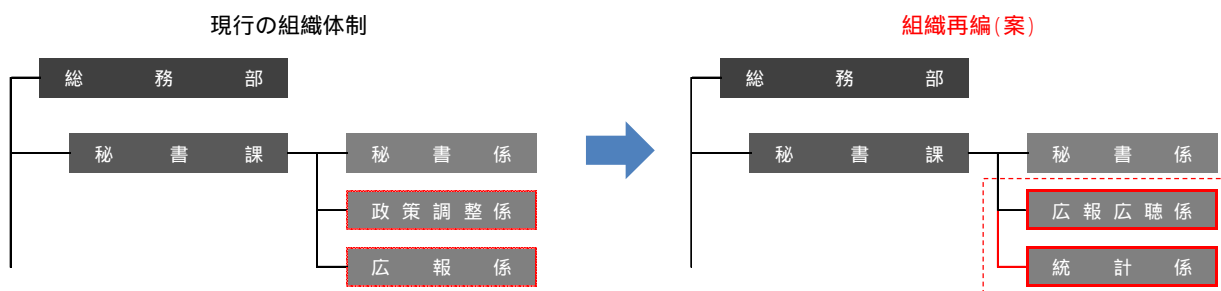 現行の組織体制
組織再編(案)
総務部
総務部
秘書課
秘書係
秘書課
秘書係
政策調整係
広報広聴係
広報係
統計係